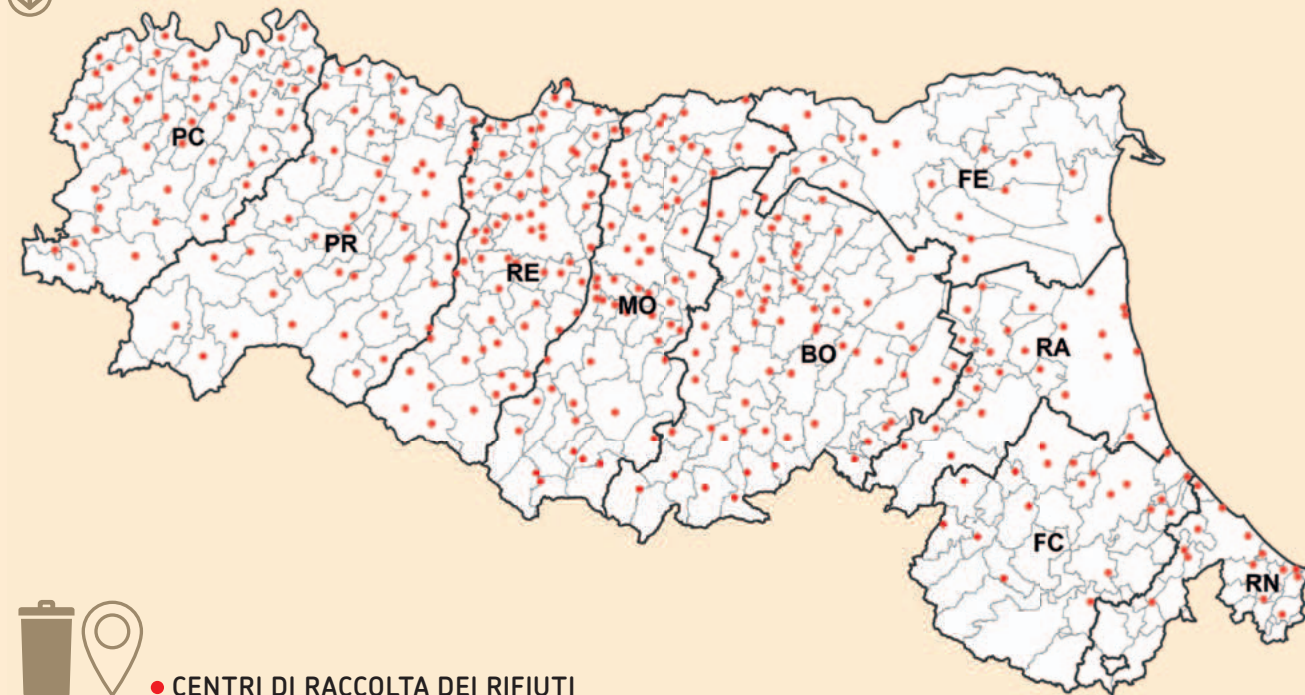 PC
PR
RE
MO
BO
FE
RA
FC
RN
CENTRI DI RACCOLTA DEI RIFIUTI